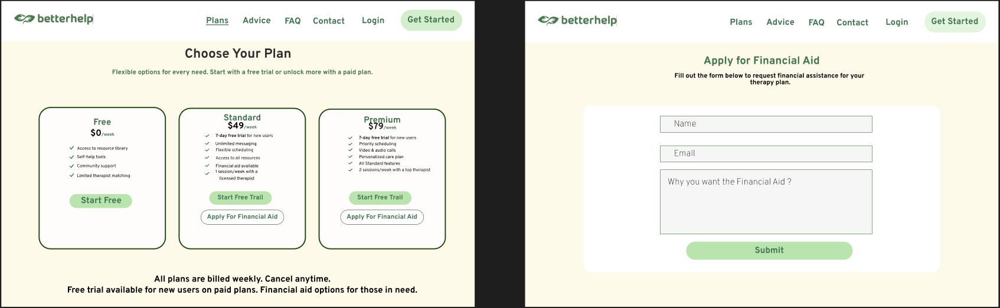 betterhelp
Plans Advice FAQ Contact Login Get Started
Choose Your Plan
Flexible options for every need. Start with a free trial or unlock more with a paid plan.
Free
$0/week
Access to resource library
Self-help tools
Community support
Limited therapist matching
Start Free
Standard
$49/week
7-day free trial for new users
Unlimited messaging
Flexible scheduling
Access to all resources
Financial aid available
1 session/week with a
licensed therapist
Start Free Trail
Apply For Financial Aid
Premium
$79/week
7-day free trial for new users
Priority scheduling
Video & audio calls
Personalized care plan
All Standard features
2 sessions/week with a top therapist
Start Free Trail
Apply For Financial Aid
All plans are billed weekly. Cancel anytime.
Free trial available for new users on paid plans. Financial aid options for those in need.
betterhelp
Plans Advice FAQ Contact Login Get Started
Apply for Financial Aid
Fill out the form below to request financial assistance for your
therapy plan.
Name
Emall
Why you want the Financial Aid ?
Submit